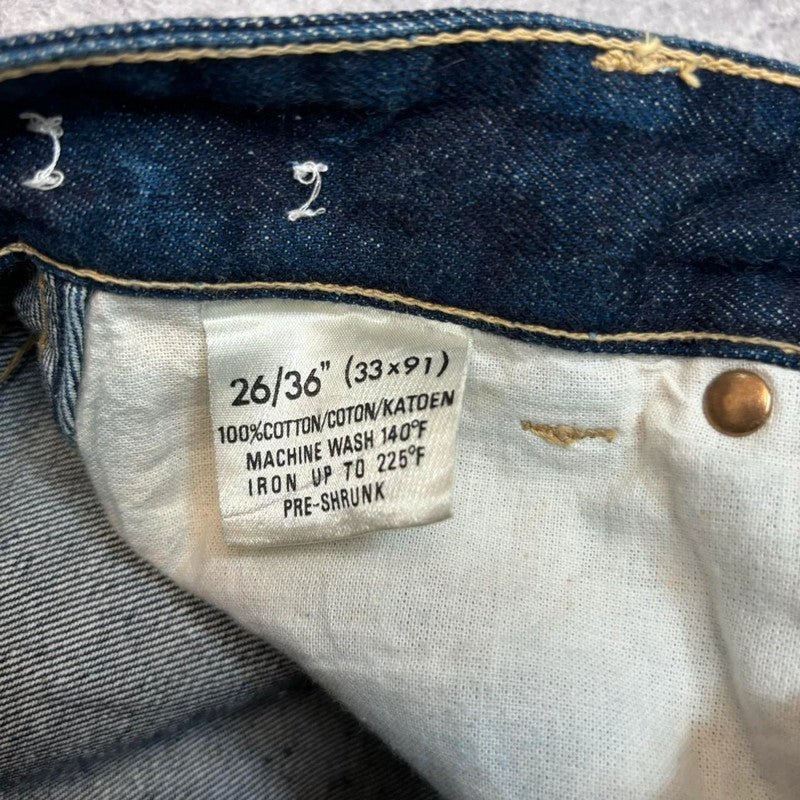 26/36" (33×91)
100%COTTON/COTON/KATOEN
MACHINE WASH 140°F
IRON UP TO 225°F
PRE-SHRUNK